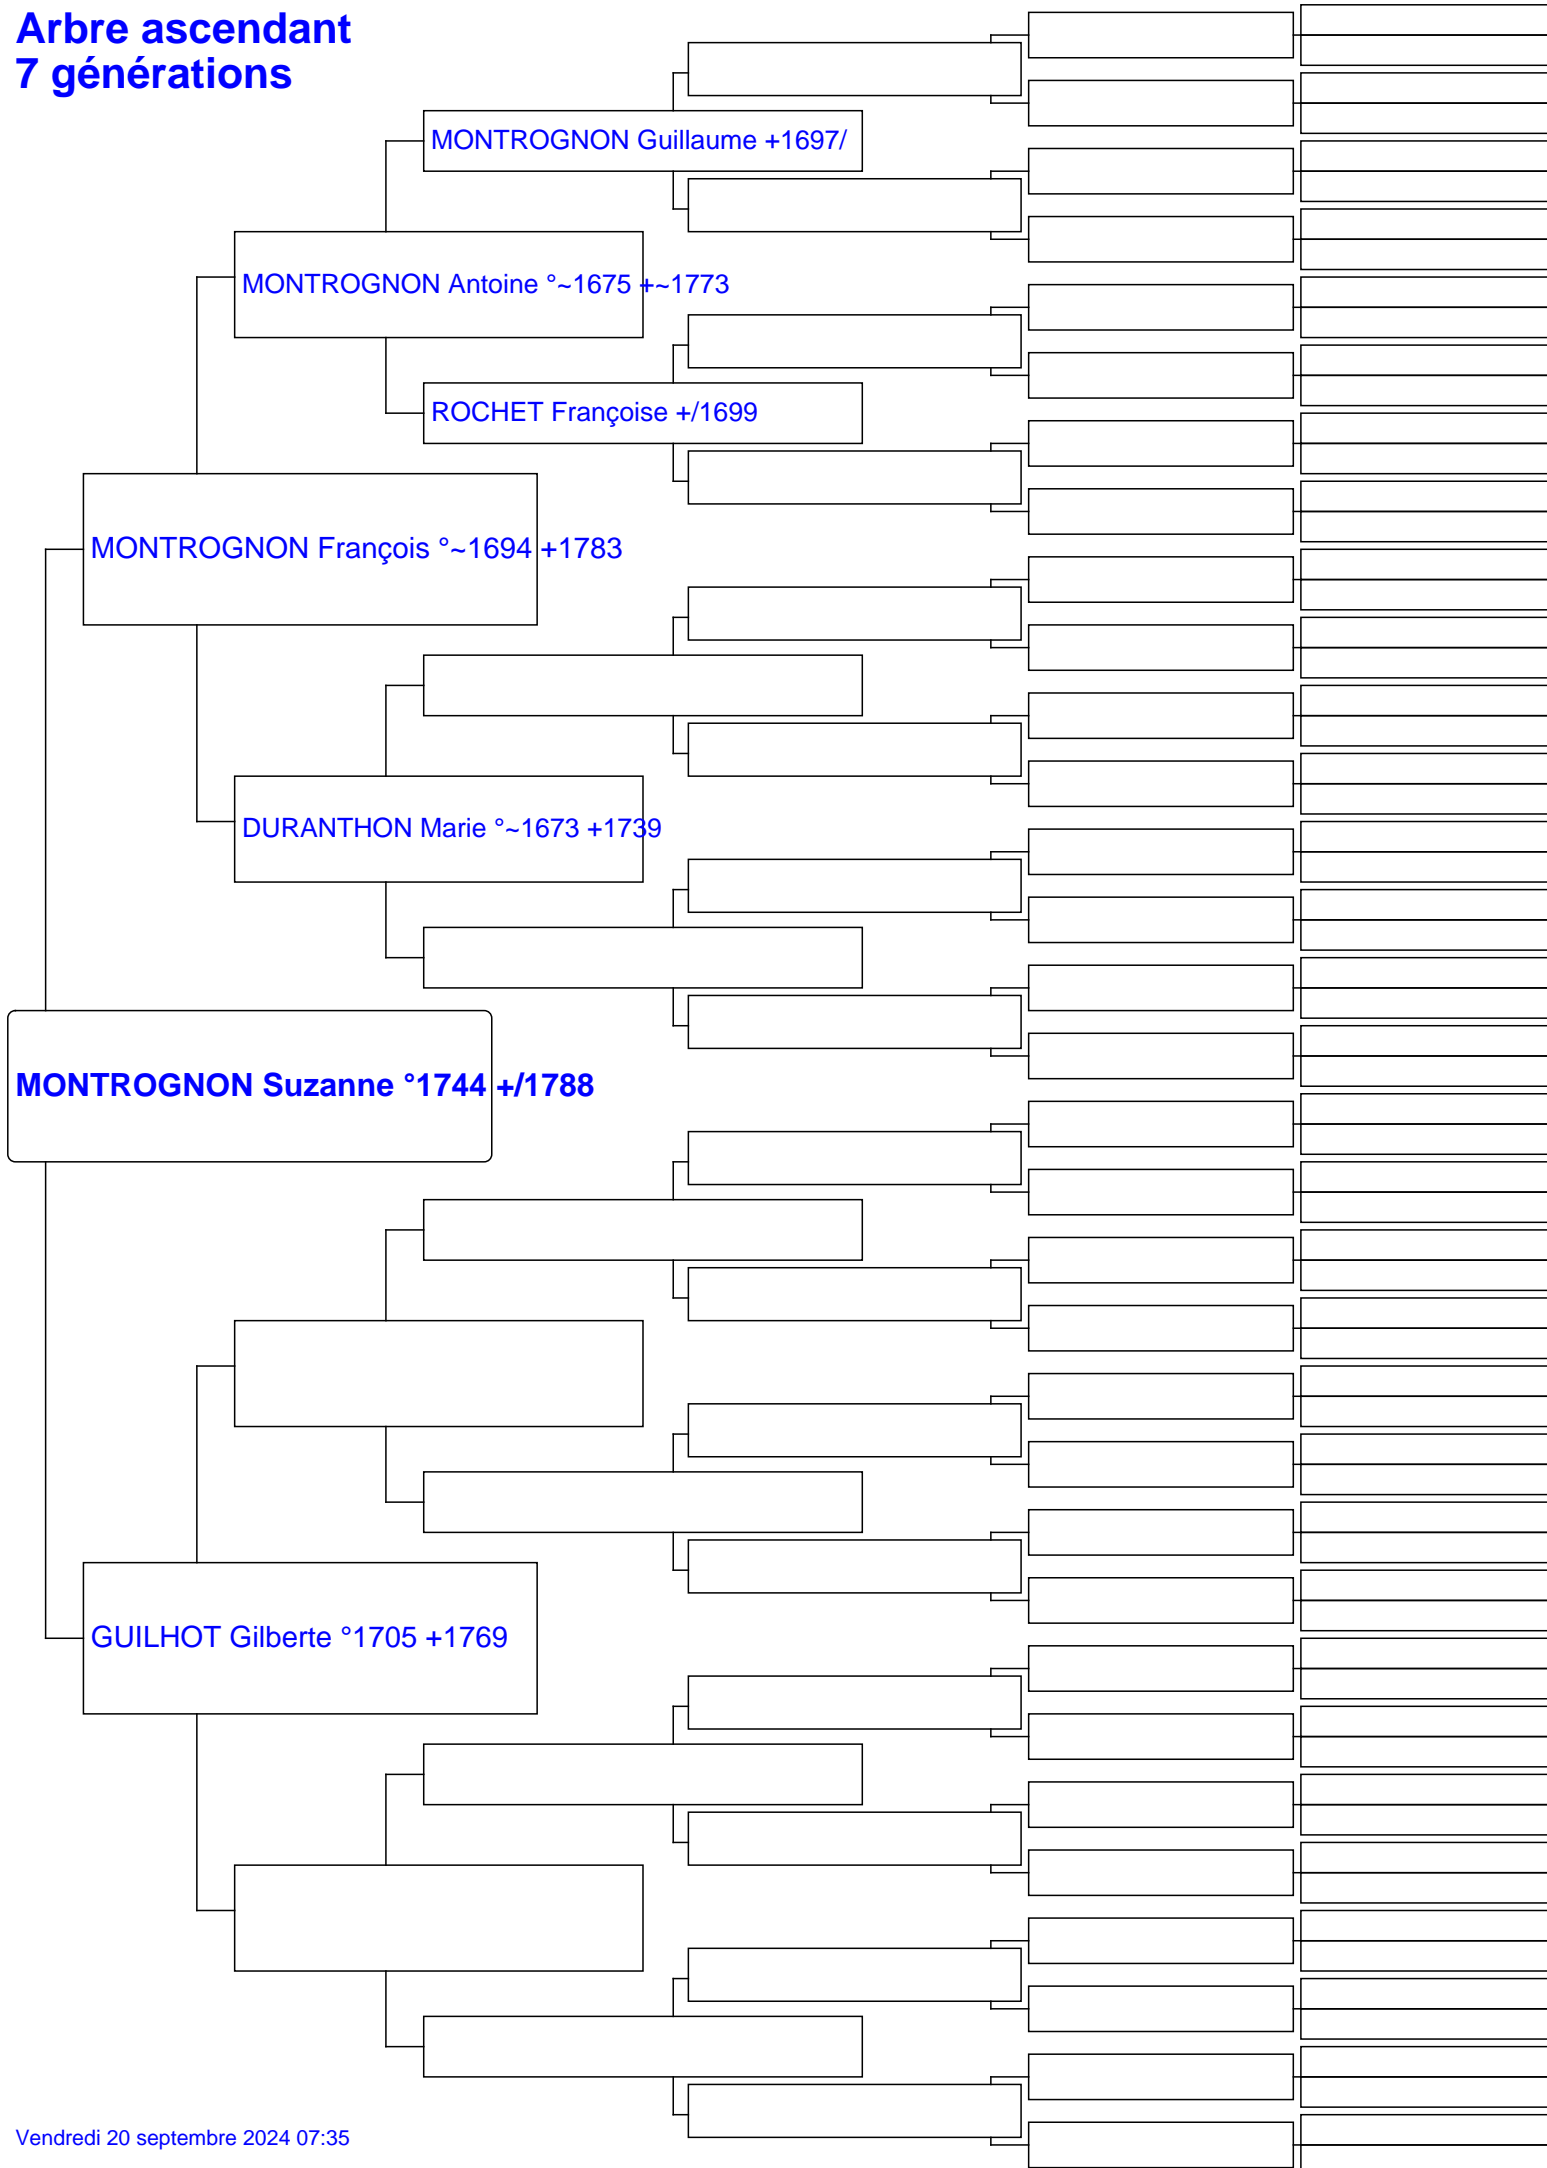 Arbre ascendant
7 générations
MONTROGNON Guillaume +1697/
MONTROGNON Antoine °~1675 +~1773
ROCHET Françoise +/1699
MONTROGNON François °~1694 +1783
DURANTHON Marie °~1673 +1739
MONTROGNON Suzanne °1744 +/1788
GUILHOT Gilberte °1705 +1769
Vendredi 20 septembre 2024 07:35